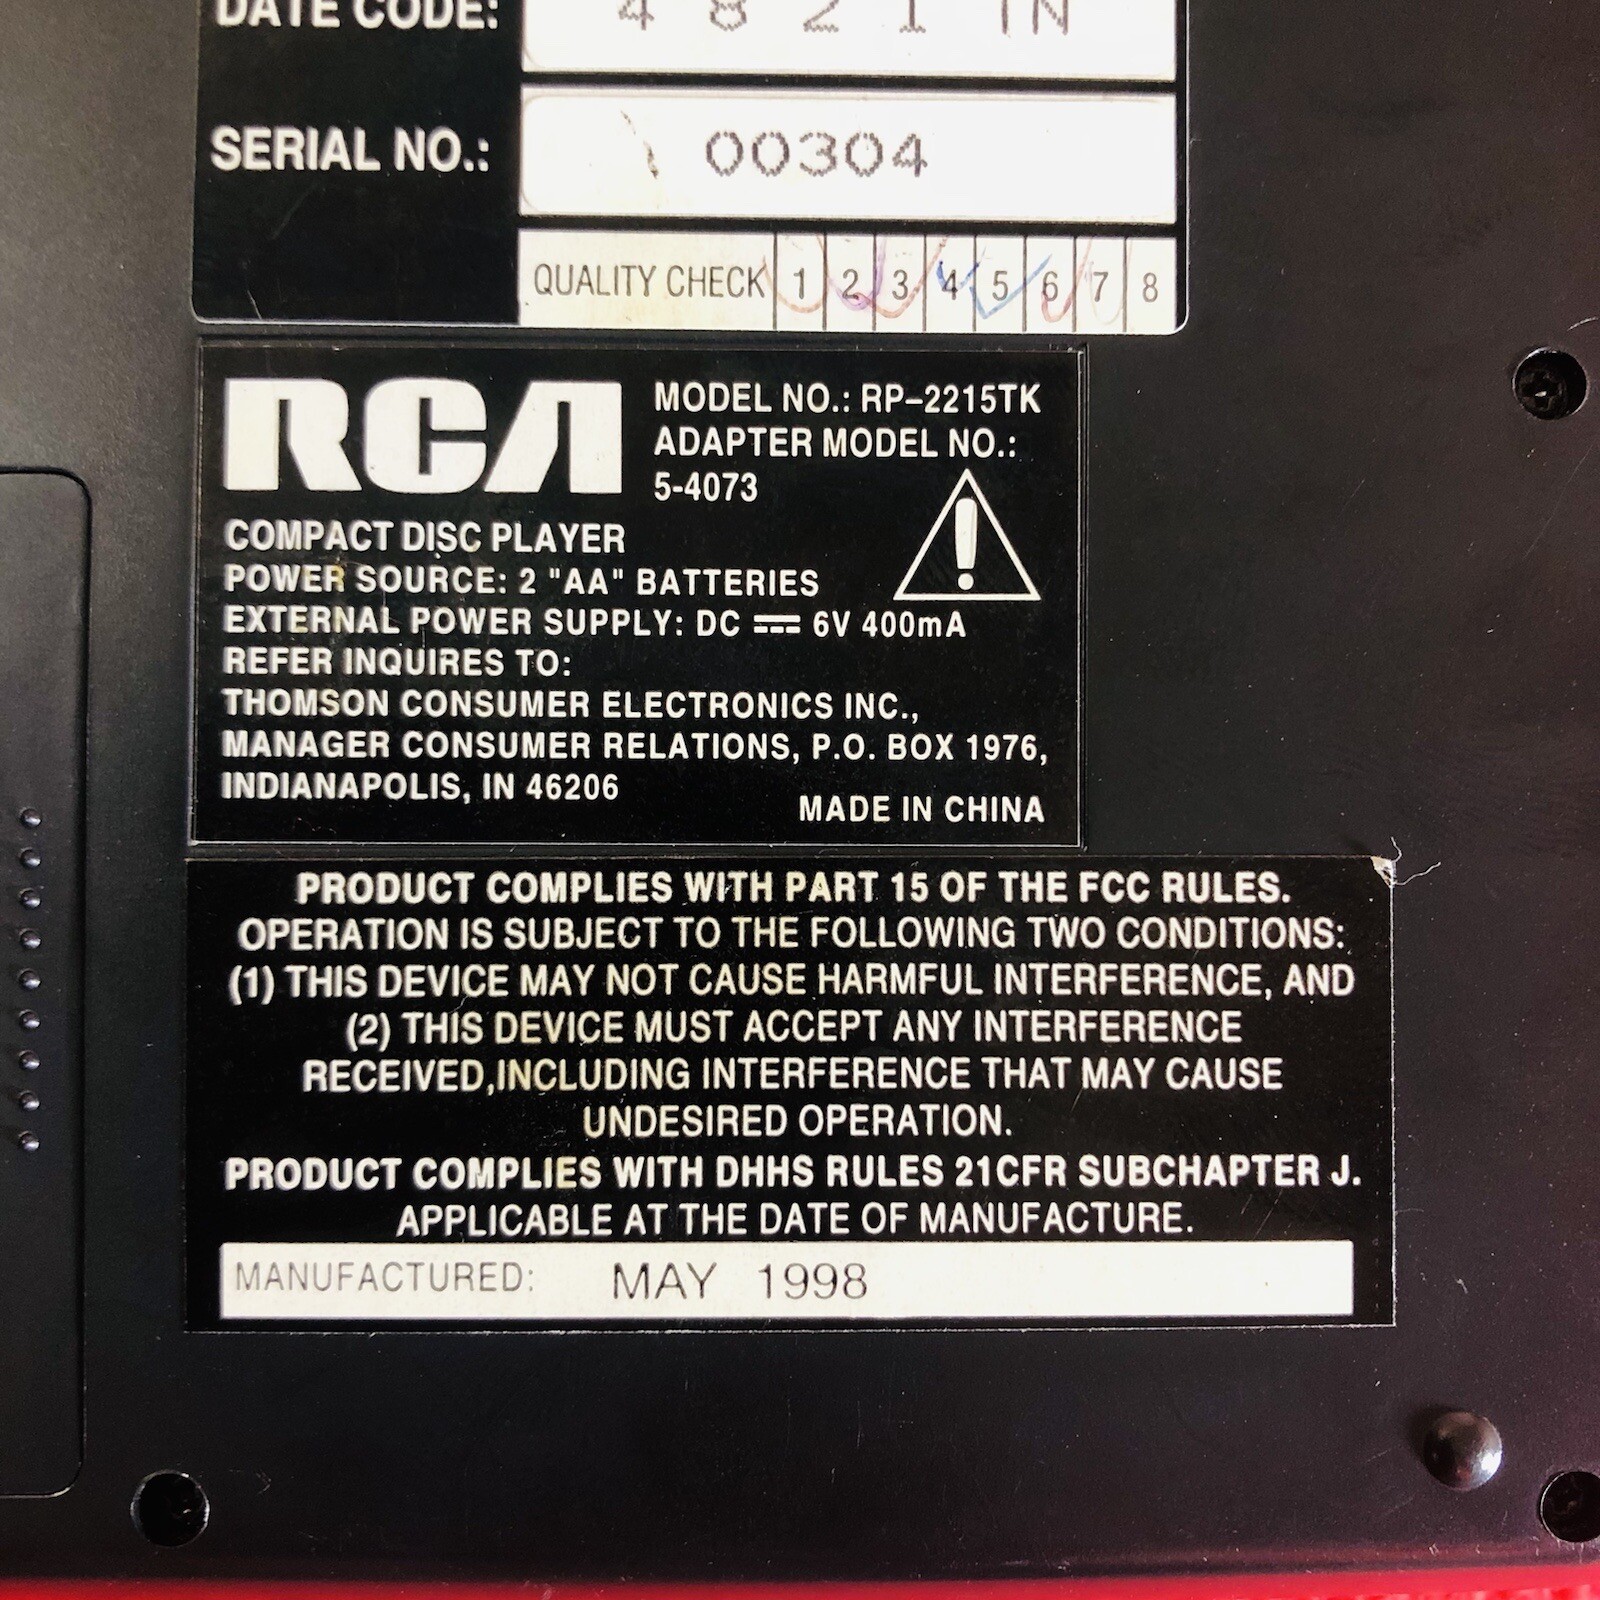 DATE CODE: 4 8 2 1 IN
SERIAL NO.: 00304
QUALITY CHECK 1 2 3 4 5 6 7 8
RCA
MODEL NO.: RP-2215TK
ADAPTER MODEL NO.:
5-4073
COMPACT DISC PLAYER
POWER SOURCE: 2 "AA" BATTERIES
EXTERNAL POWER SUPPLY: DC ⎓ 6V 400mA
REFER INQUIRES TO:
THOMSON CONSUMER ELECTRONICS INC.,
MANAGER CONSUMER RELATIONS, P.O. BOX 1976,
INDIANAPOLIS, IN 46206
MADE IN CHINA
PRODUCT COMPLIES WITH PART 15 OF THE FCC RULES.
OPERATION IS SUBJECT TO THE FOLLOWING TWO CONDITIONS:
(1) THIS DEVICE MAY NOT CAUSE HARMFUL INTERFERENCE, AND
(2) THIS DEVICE MUST ACCEPT ANY INTERFERENCE
RECEIVED,INCLUDING INTERFERENCE THAT MAY CAUSE
UNDESIRED OPERATION.
PRODUCT COMPLIES WITH DHHS RULES 21CFR SUBCHAPTER J.
APPLICABLE AT THE DATE OF MANUFACTURE.
MANUFACTURED: MAY 1998